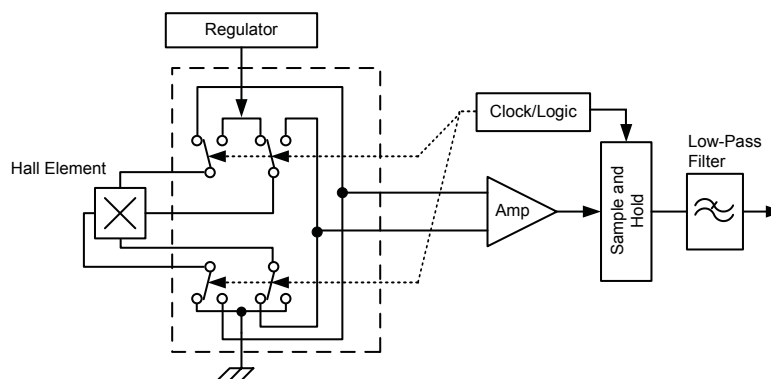 Regulator
Clock/Logic
Low-Pass
Filter
Hall Element
Amp
Sample and
Hold